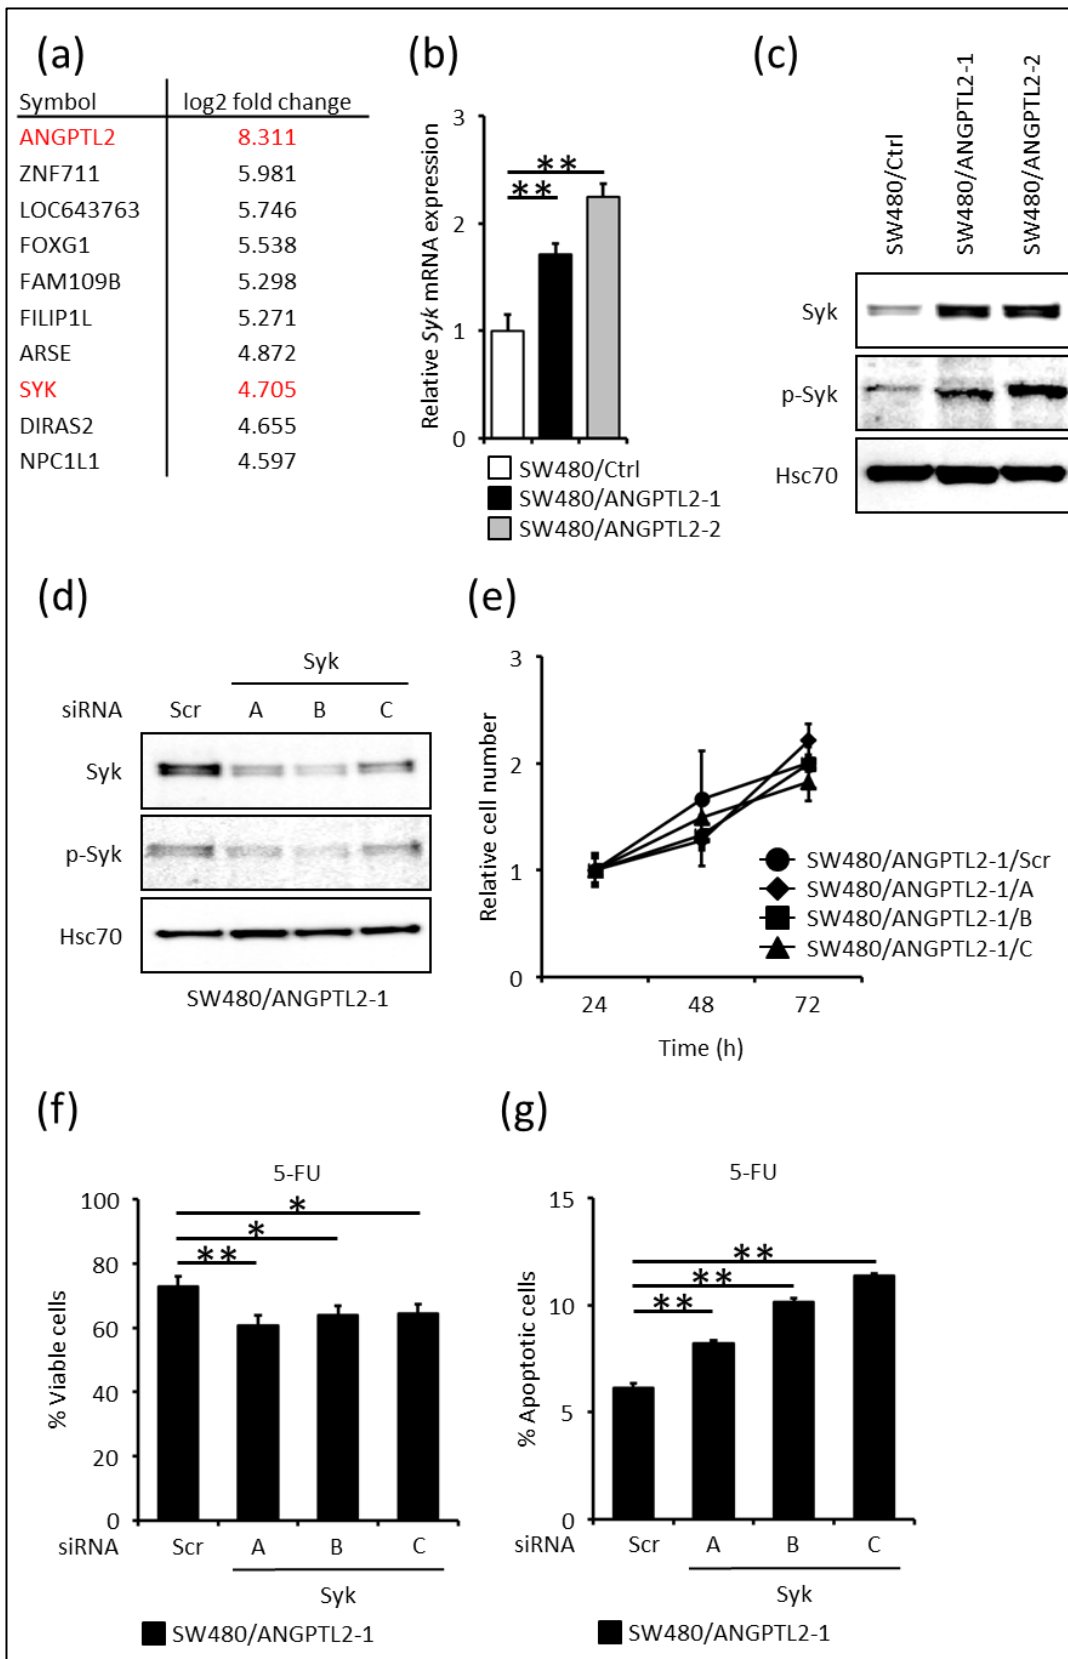 (a)
Symbol log2 fold change
ANGPTL2 8.311
ZNF711 5.981
LOC643763 5.746
FOXG1 5.538
FAM109B 5.298
FILIP1L 5.271
ARSE 4.872
SYK 4.705
DIRAS2 4.655
NPC1L1 4.597
(b)
Relative Syk mRNA expression
3
2
1
0
**
**
SW480/Ctrl
SW480/ANGPTL2-1
SW480/ANGPTL2-2
(c)
SW480/Ctrl
SW480/ANGPTL2-1
SW480/ANGPTL2-2
Syk
p-Syk
Hsc70
(d)
Syk
siRNA Scr A B C
Syk
p-Syk
Hsc70
SW480/ANGPTL2-1
(e)
Relative cell number
3
2
1
0
24 48 72
Time (h)
SW480/ANGPTL2-1/Scr
SW480/ANGPTL2-1/A
SW480/ANGPTL2-1/B
SW480/ANGPTL2-1/C
(f)
5-FU
% Viable cells
100
80
60
40
20
0
*
*
**
siRNA Scr A B C
Syk
SW480/ANGPTL2-1
(g)
5-FU
% Apoptotic cells
15
10
5
0
**
**
**
siRNA Scr A B C
Syk
SW480/ANGPTL2-1